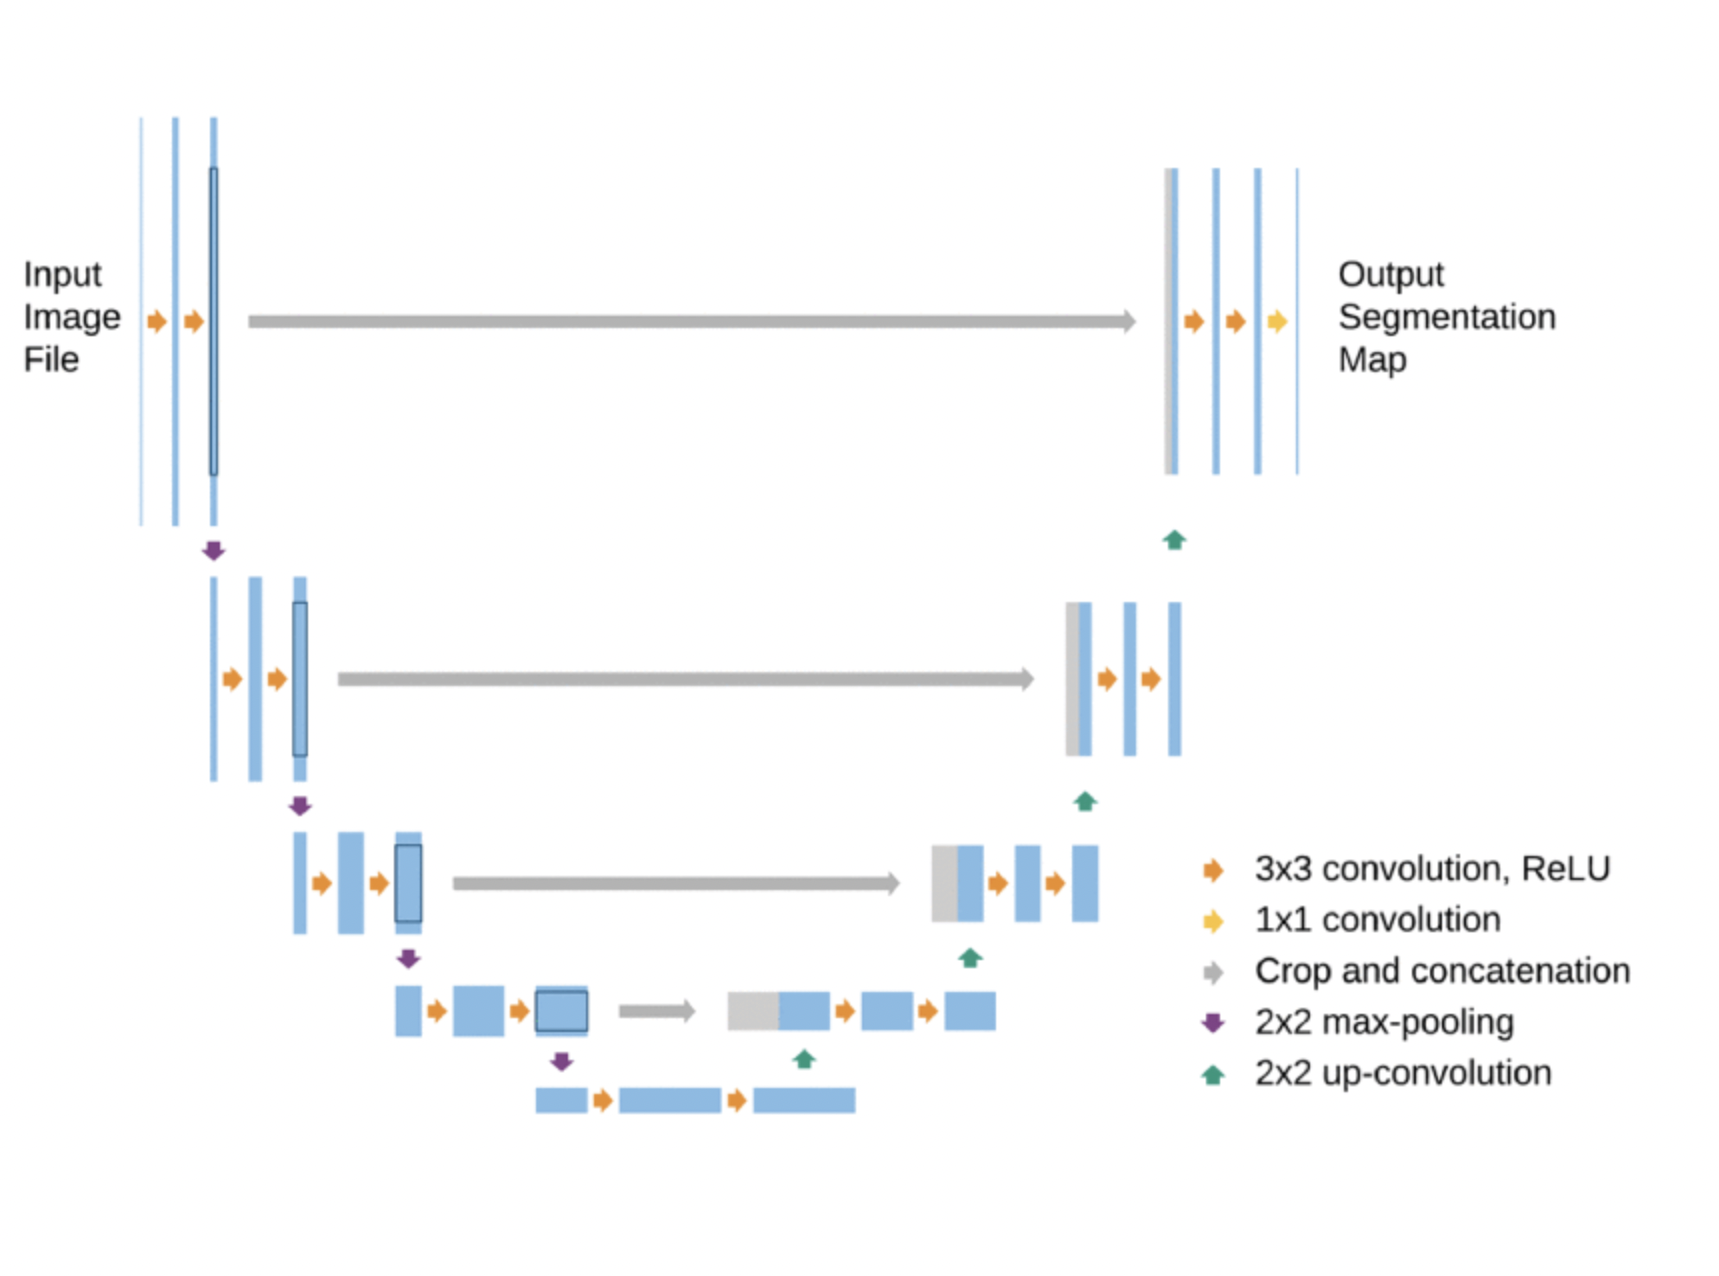 Input
Image
File
Output
Segmentation
Map
3x3 convolution, ReLU
1x1 convolution
Crop and concatenation
2x2 max-pooling
2x2 up-convolution